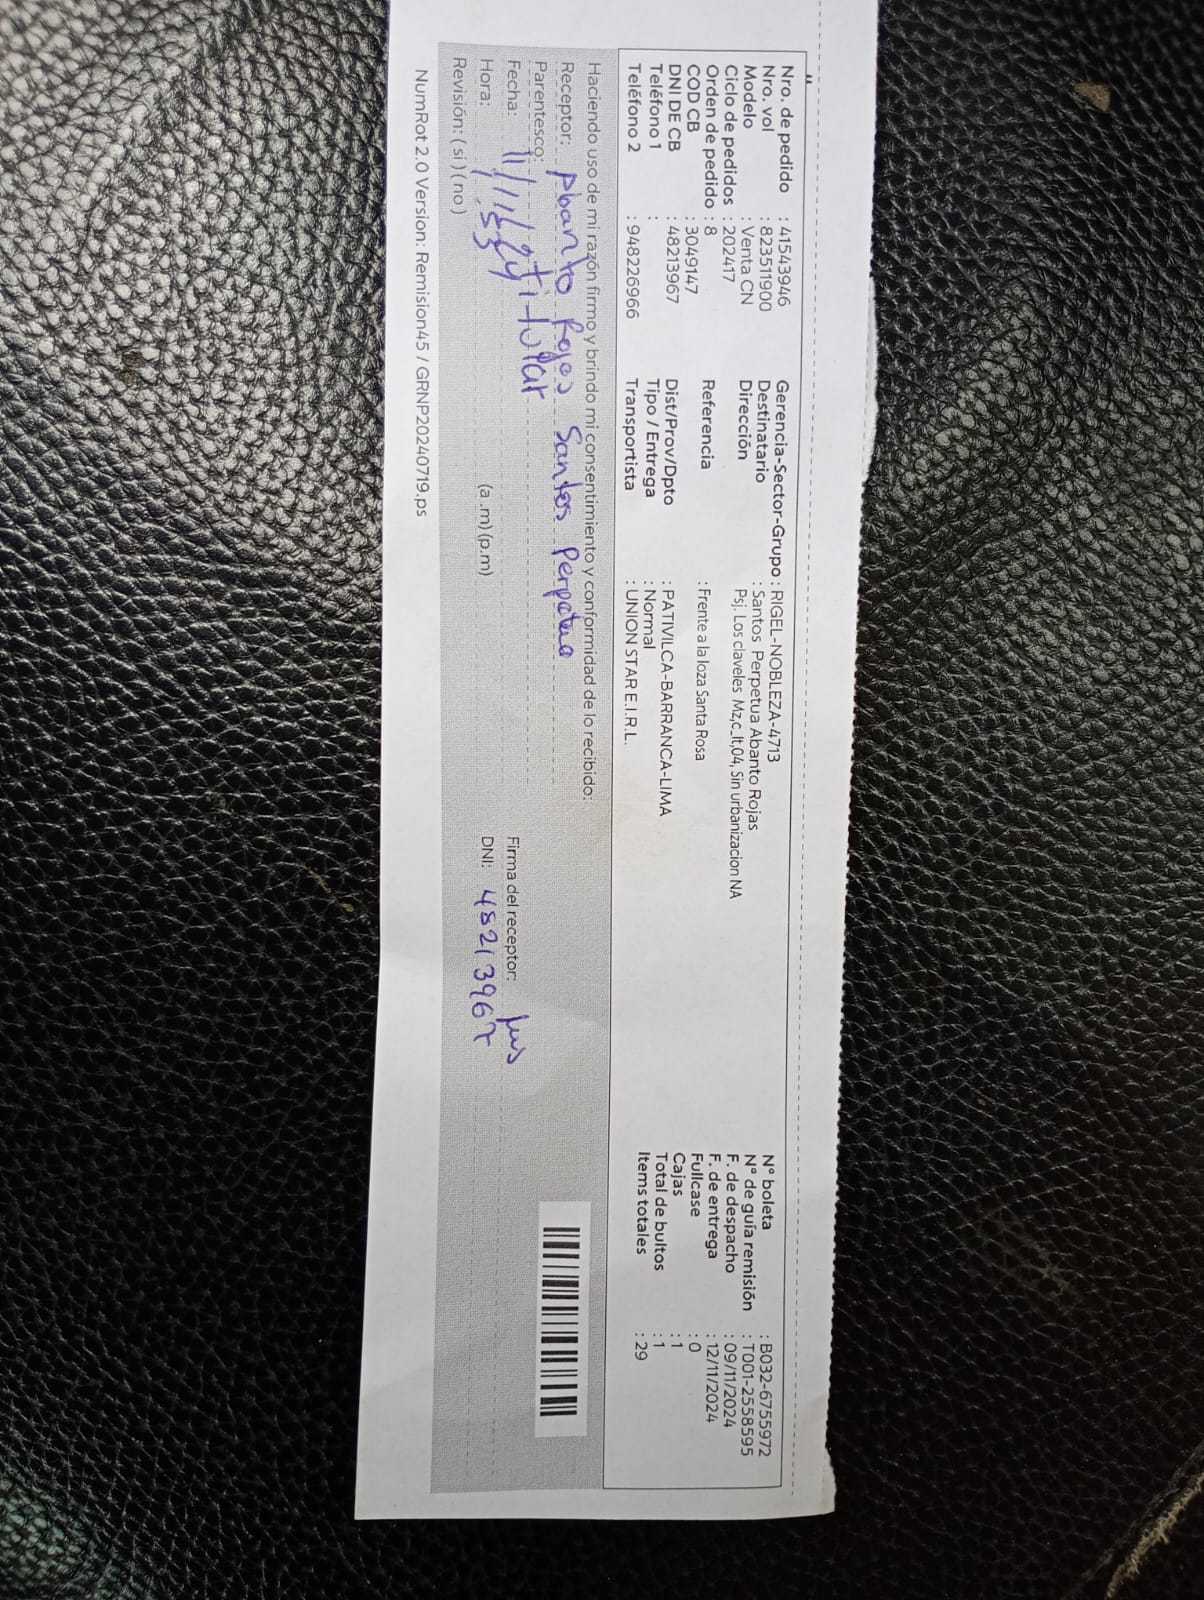 Nro. de pedido : 41543946
Nro. vol : 823511900
Modelo : Venta CN
Ciclo de pedidos : 202417
Orden de pedido : 8
COD CB : 3049147
DNI DE CB : 48213967
Teléfono 1 :
Teléfono 2 : 948226966
Gerencia-Sector-Grupo : RIGEL-NOBLEZA-4713
Destinatario : Santos Perpetua Abanto Rojas
Dirección Psj. Los claveles Mz,c.lt,04, Sin urbanizacion NA
Referencia : Frente a la loza Santa Rosa
Dist/Prov/Dpto : PATIVILCA-BARRANCA-LIMA
Tipo / Entrega : Normal
Transportista : UNION STAR E.I.R.L.
N° boleta : B032-6755972
N° de guía remisión : T001-2558595
F. de despacho : 09/11/2024
F. de entrega : 12/11/2024
Fullcase : 0
Cajas : 1
Total de bultos : 1
Items totales : 29
Haciendo uso de mi razón firmo y brindo mi consentimiento y conformidad de lo recibido:
Receptor: Abanto Rojas Santos Perpetua
Parentesco: titular
Fecha: 11/11/24
Hora: (a .m) (p.m)
Revisión: ( si ) ( no )
Firma del receptor:
DNI: 48213967
NumRot 2.0 Version: Remision45 / GRNP20240719.ps